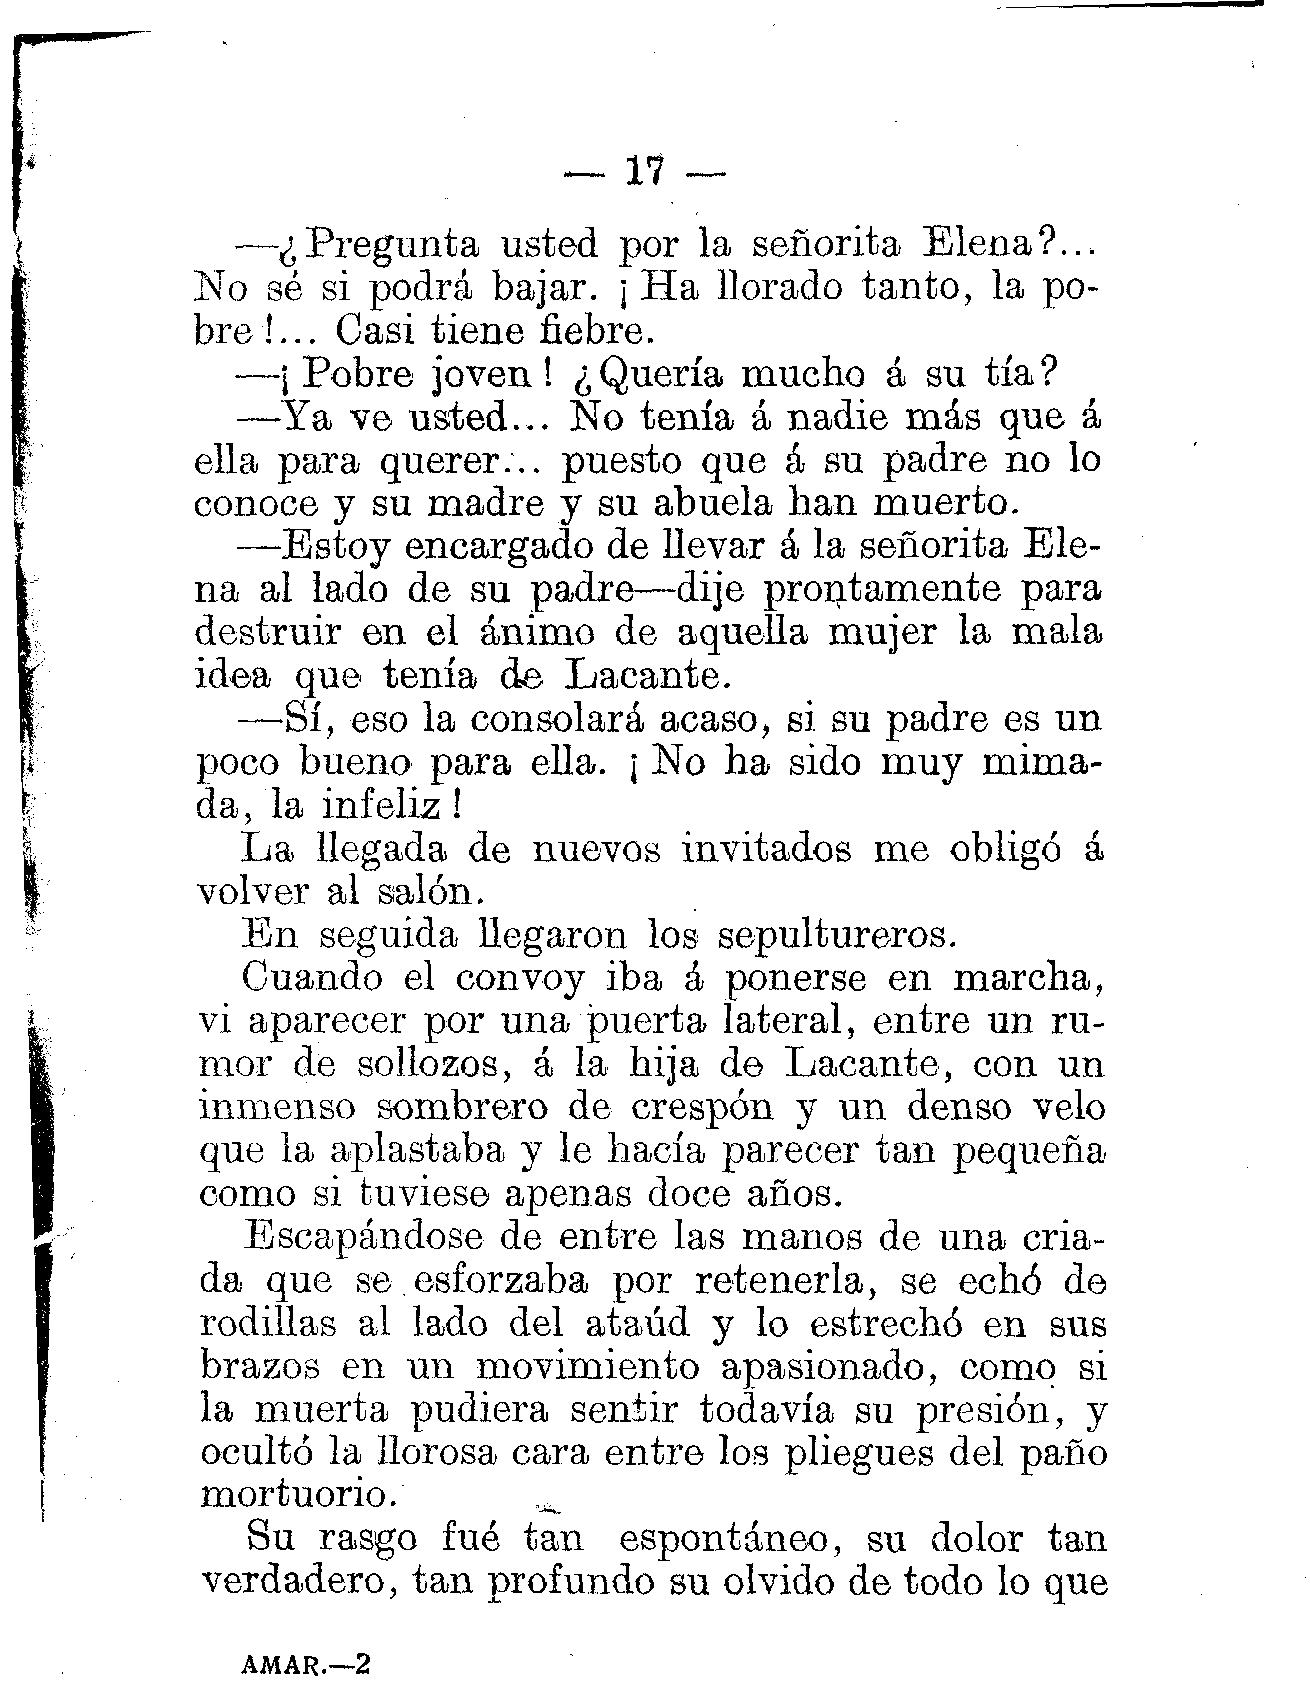 — 17 —
—¿Pregunta usted por la señorita Elena?...
No sé si podrá bajar. ¡Ha llorado tanto, la po-
bre!... Casi tiene fiebre.
—¡Pobre joven! ¿Quería mucho á su tía?
—Ya ve usted... No tenía á nadie más que á
ella para querer... puesto que á su padre no lo
conoce y su madre y su abuela han muerto.
—Estoy encargado de llevar á la señorita Ele-
na al lado de su padre—dije prontamente para
destruir en el ánimo de aquella mujer la mala
idea que tenía de Lacante.
—Sí, eso la consolará acaso, si su padre es un
poco bueno para ella. ¡No ha sido muy mima-
da, la infeliz!
La llegada de nuevos invitados me obligó á
volver al salón.
En seguida llegaron los sepultureros.
Cuando el convoy iba á ponerse en marcha,
vi aparecer por una puerta lateral, entre un ru-
mor de sollozos, á la hija de Lacante, con un
inmenso sombrero de crespón y un denso velo
que la aplastaba y le hacía parecer tan pequeña
como si tuviese apenas doce años.
Escapándose de entre las manos de una cria-
da que se esforzaba por retenerla, se echó de
rodillas al lado del ataúd y lo estrechó en sus
brazos en un movimiento apasionado, como si
la muerta pudiera sentir todavía su presión, y
ocultó la llorosa cara entre los pliegues del paño
mortuorio.
Su rasgo fué tan espontáneo, su dolor tan
verdadero, tan profundo su olvido de todo lo que
AMAR.—2